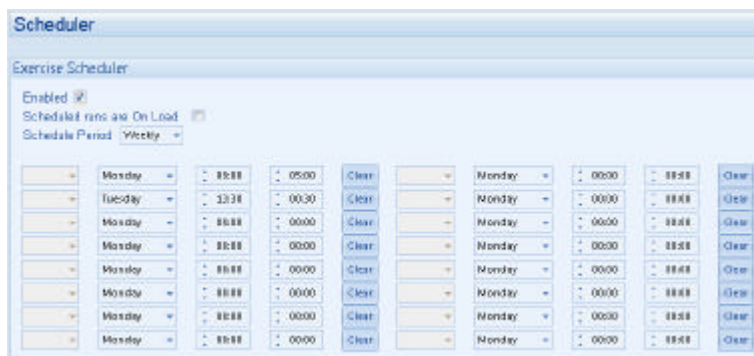 Scheduler
Exercise Scheduler
Enabled
Scheduled runs are On Load
Schedule Period Weekly
Monday 05:00 Clear Monday 00:00 Clear
Tuesday 13:30 00:30 Clear Monday 00:00 Clear
Monday 00:00 Clear Monday 00:00 Clear
Monday 00:00 Clear Monday 00:00 Clear
Monday 00:00 Clear Monday 00:00 Clear
Monday 00:00 Clear Monday 00:00 Clear
Monday 00:00 Clear Monday 00:00 Clear
Monday 00:00 Clear Monday 00:00 Clear